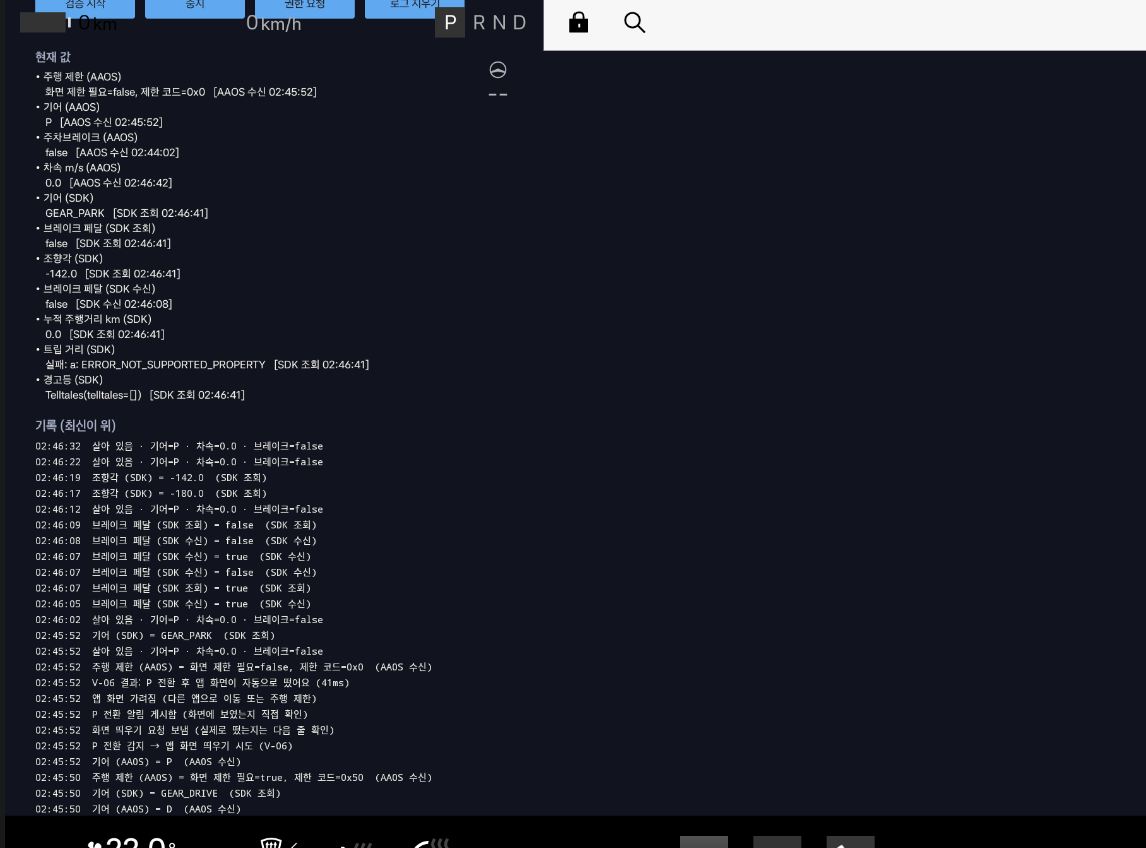 검증 시작 중지 권한 요청 로그 지우기
0km 0km/h P R N D
현재 값
• 주행 제한 (AAOS)
화면 제한 필요=false, 제한 코드=0x0 [AAOS 수신 02:45:52]
• 기어 (AAOS)
P [AAOS 수신 02:45:52]
• 주차브레이크 (AAOS)
false [AAOS 수신 02:44:02]
• 차속 m/s (AAOS)
0.0 [AAOS 수신 02:46:42]
• 기어 (SDK)
GEAR_PARK [SDK 조회 02:46:41]
• 브레이크 페달 (SDK 조회)
false [SDK 조회 02:46:41]
• 조향각 (SDK)
-142.0 [SDK 조회 02:46:41]
• 브레이크 페달 (SDK 수신)
false [SDK 수신 02:46:08]
• 누적 주행거리 km (SDK)
0.0 [SDK 조회 02:46:41]
• 트립 거리 (SDK)
실패: a: ERROR_NOT_SUPPORTED_PROPERTY [SDK 조회 02:46:41]
• 경고등 (SDK)
Telltales(telltales=[]) [SDK 조회 02:46:41]
기록 (최신이 위)
02:46:32 살아 있음 · 기어=P · 차속=0.0 · 브레이크=false
02:46:22 살아 있음 · 기어=P · 차속=0.0 · 브레이크=false
02:46:19 조향각 (SDK) = -142.0 (SDK 조회)
02:46:17 조향각 (SDK) = -180.0 (SDK 조회)
02:46:12 살아 있음 · 기어=P · 차속=0.0 · 브레이크=false
02:46:09 브레이크 페달 (SDK 조회) = false (SDK 조회)
02:46:08 브레이크 페달 (SDK 수신) = false (SDK 수신)
02:46:07 브레이크 페달 (SDK 수신) = true (SDK 수신)
02:46:07 브레이크 페달 (SDK 수신) = false (SDK 수신)
02:46:07 브레이크 페달 (SDK 조회) = true (SDK 조회)
02:46:05 브레이크 페달 (SDK 수신) = true (SDK 수신)
02:46:02 살아 있음 · 기어=P · 차속=0.0 · 브레이크=false
02:45:52 기어 (SDK) = GEAR_PARK (SDK 조회)
02:45:52 살아 있음 · 기어=P · 차속=0.0 · 브레이크=false
02:45:52 주행 제한 (AAOS) = 화면 제한 필요=false, 제한 코드=0x0 (AAOS 수신)
02:45:52 V-06 결과: P 전환 후 앱 화면이 자동으로 떴어요 (41ms)
02:45:52 앱 화면 가려짐 (다른 앱으로 이동 또는 주행 제한)
02:45:52 P 전환 알림 게시함 (화면에 보였는지 직접 확인)
02:45:52 화면 띄우기 요청 보냄 (실제로 떴는지는 다음 줄 확인)
02:45:52 P 전환 감지 → 앱 화면 띄우기 시도 (V-06)
02:45:52 기어 (AAOS) = P (AAOS 수신)
02:45:50 주행 제한 (AAOS) = 화면 제한 필요=true, 제한 코드=0x50 (AAOS 수신)
02:45:50 기어 (SDK) = GEAR_DRIVE (SDK 조회)
02:45:50 기어 (AAOS) = D (AAOS 수신)
22.0°